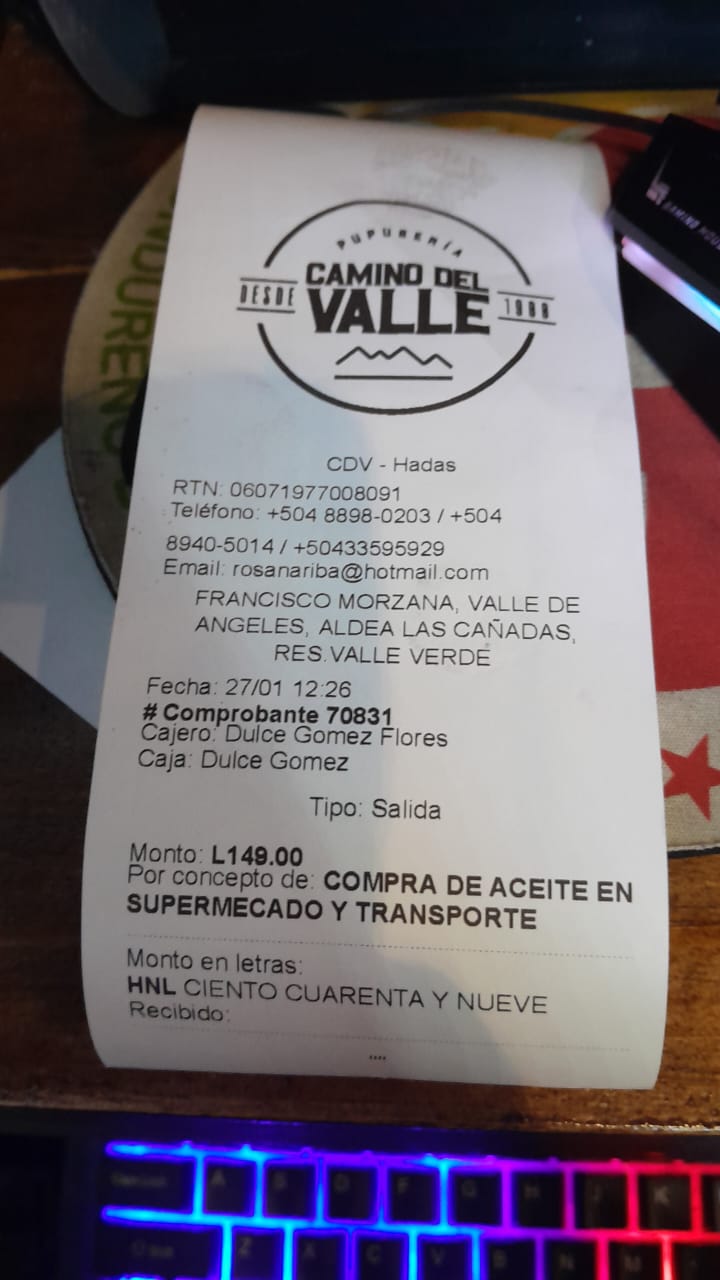 PUPUSERÍA
CAMINO DEL
DESDE VALLE
CDV - Hadas
RTN: 06071977008091
Teléfono: +504 8898-0203 / +504
8940-5014 / +50433595929
Email: rosanariba@hotmail.com
FRANCISCO MORZANA, VALLE DE
ANGELES, ALDEA LAS CAÑADAS,
RES.VALLE VERDE
Fecha: 27/01 12:26
# Comprobante 70831
Cajero: Dulce Gomez Flores
Caja: Dulce Gomez
Tipo: Salida
Monto: L149.00
Por concepto de: COMPRA DE ACEITE EN
SUPERMECADO Y TRANSPORTE
Monto en letras:
HNL CIENTO CUARENTA Y NUEVE
Recibido:
A S D F G H J K
Z X C V B N M